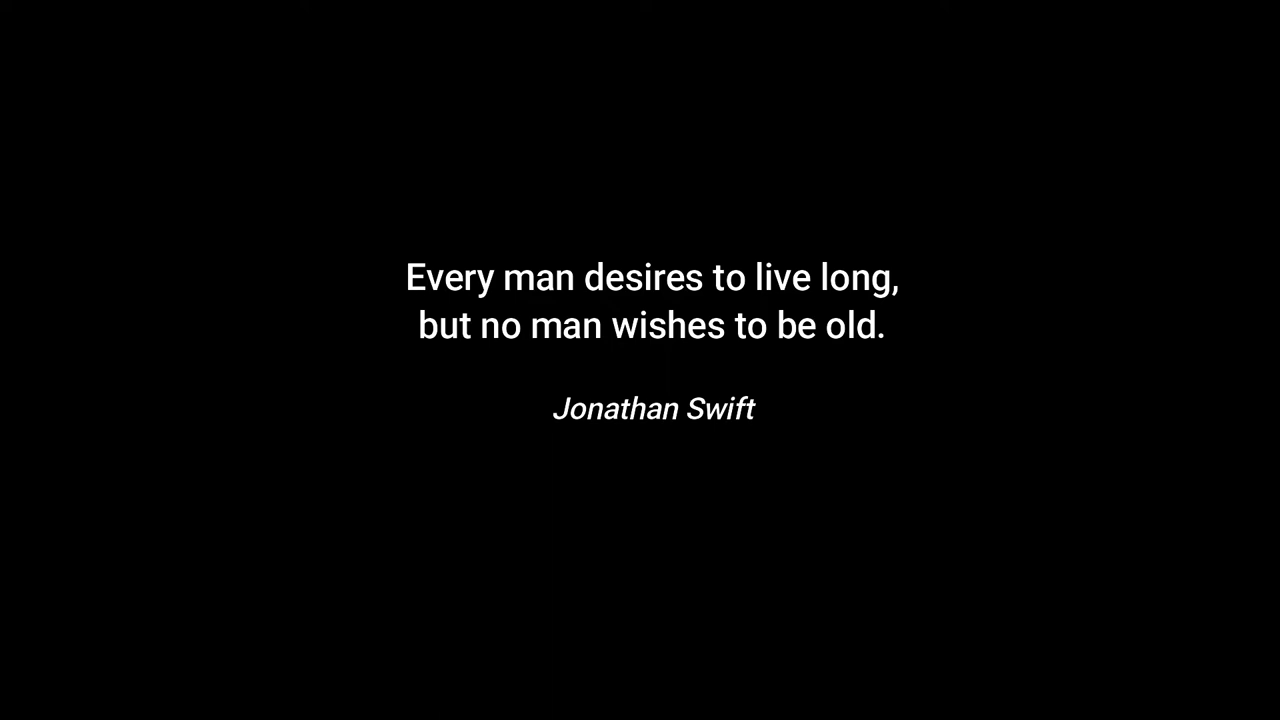 Every man desires to live long,
but no man wishes to be old.
Jonathan Swift